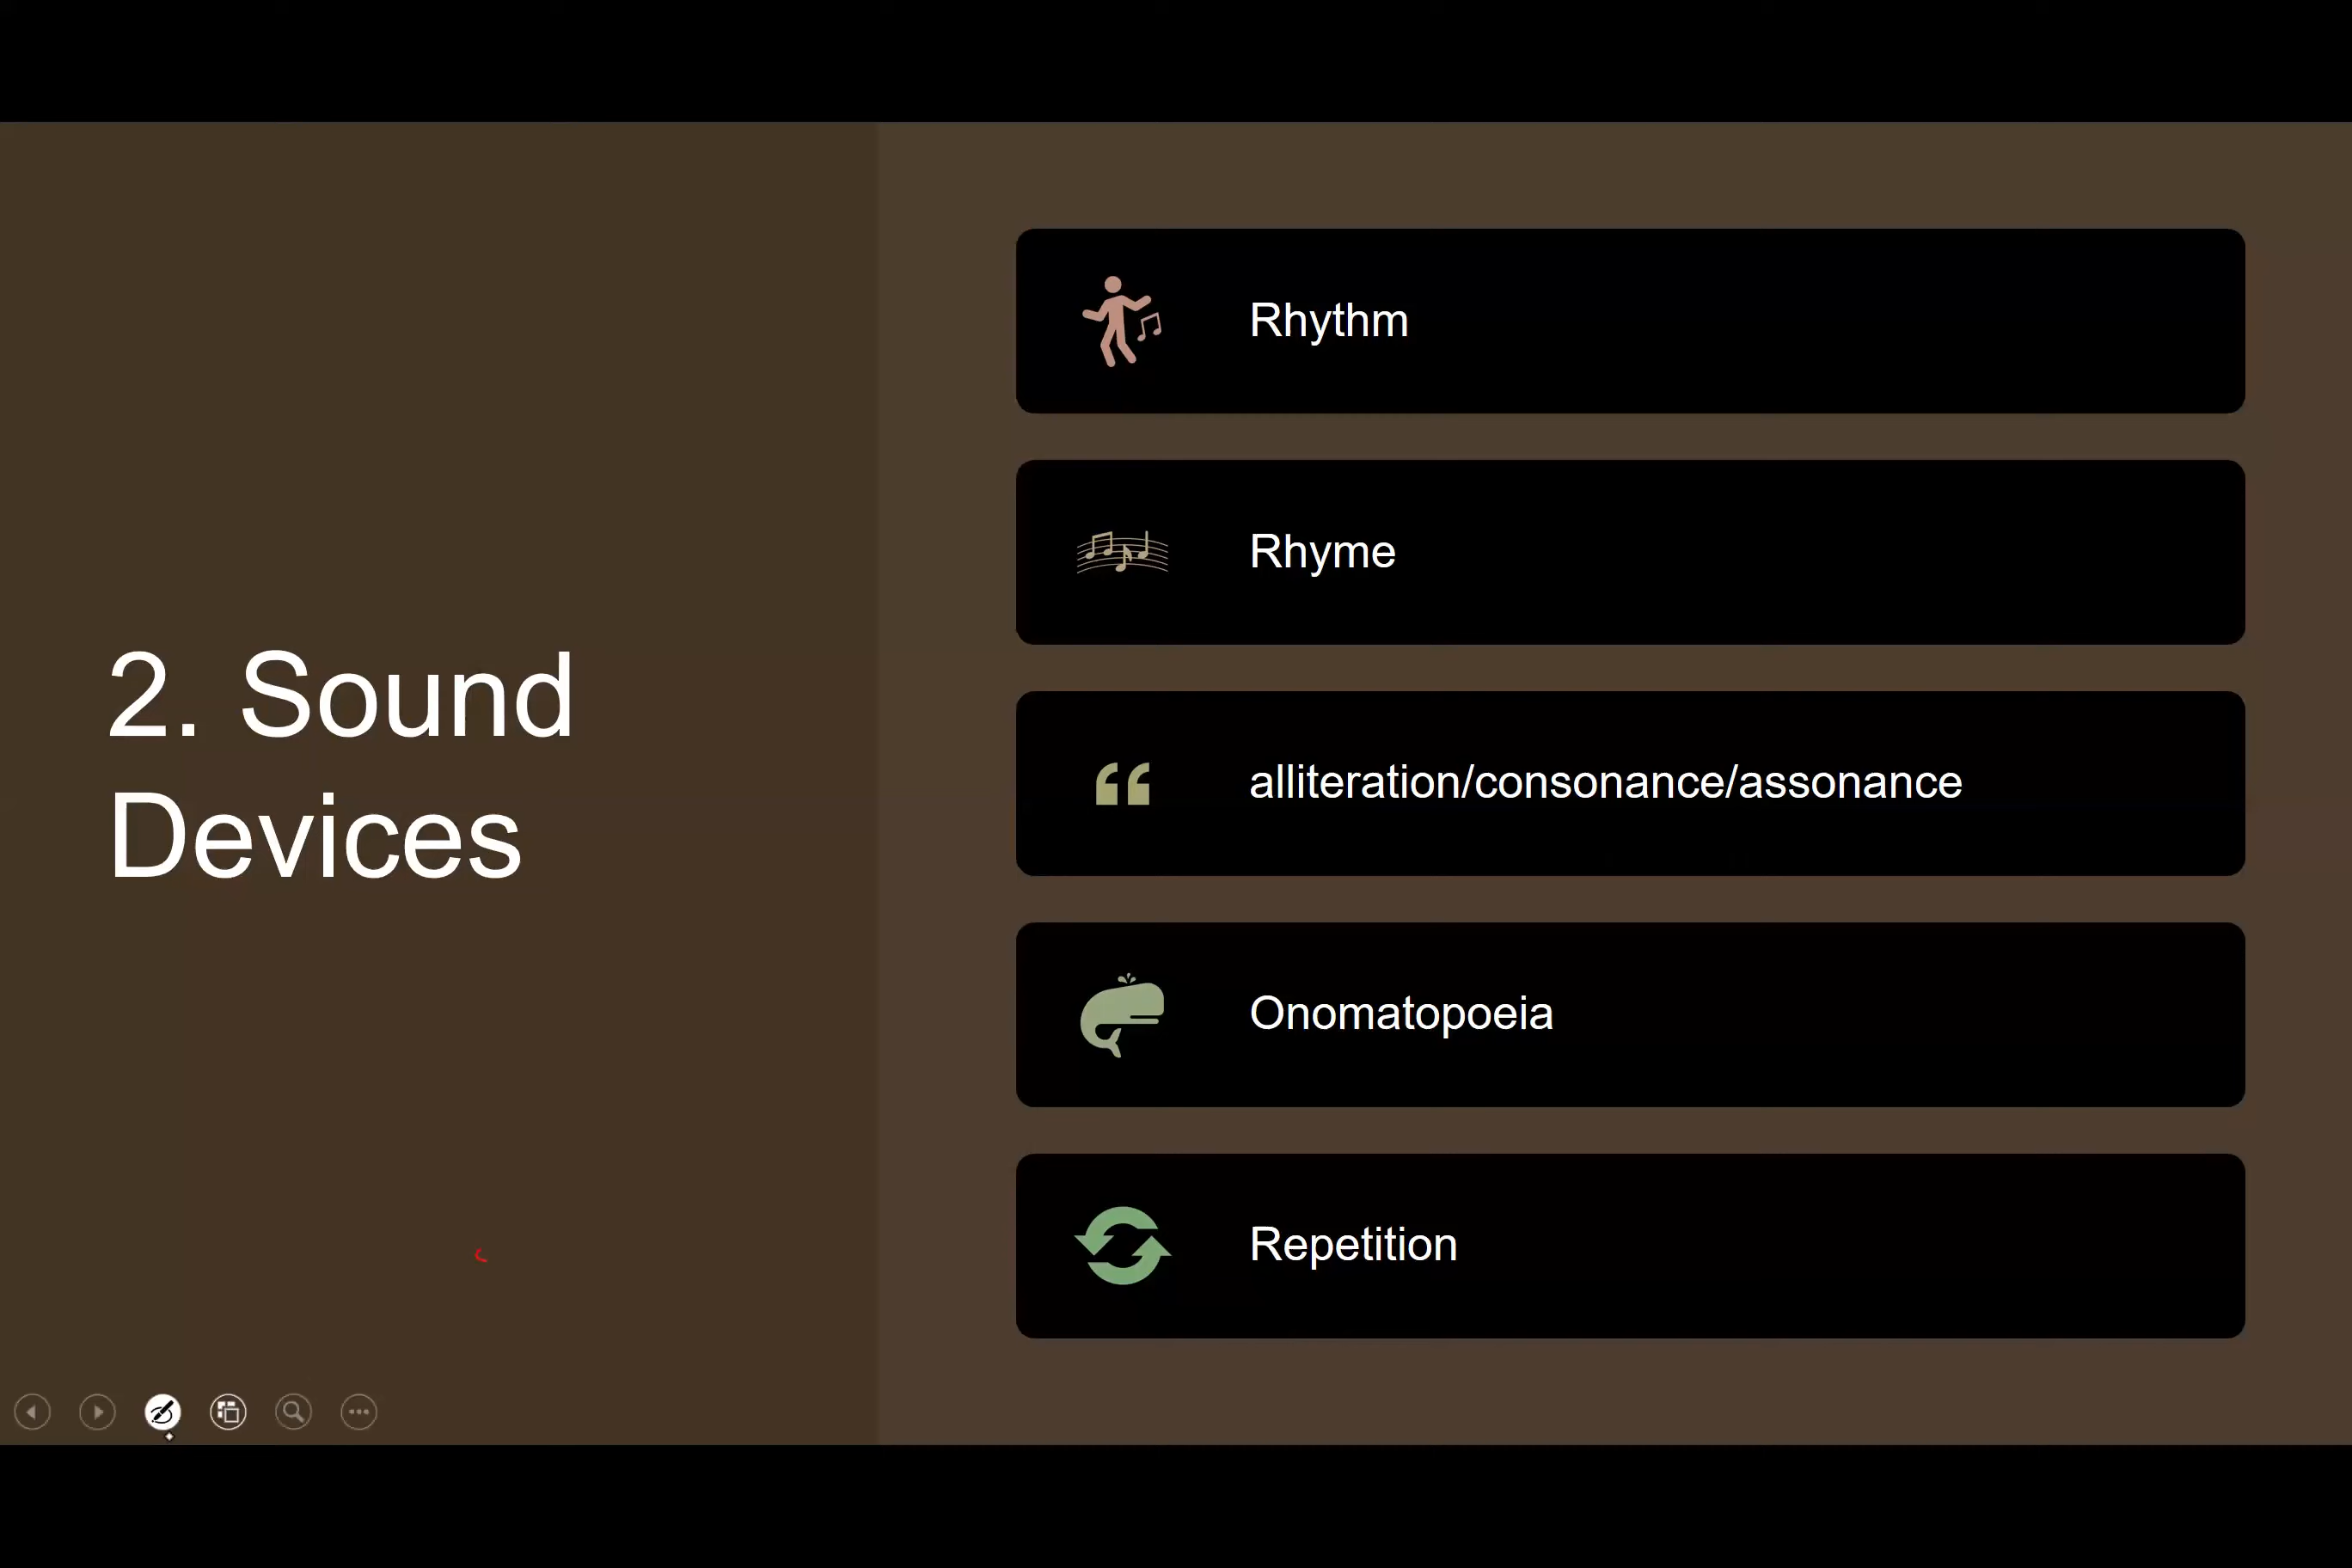 2. Sound
Devices
Rhythm
Rhyme
alliteration/consonance/assonance
Onomatopoeia
Repetition